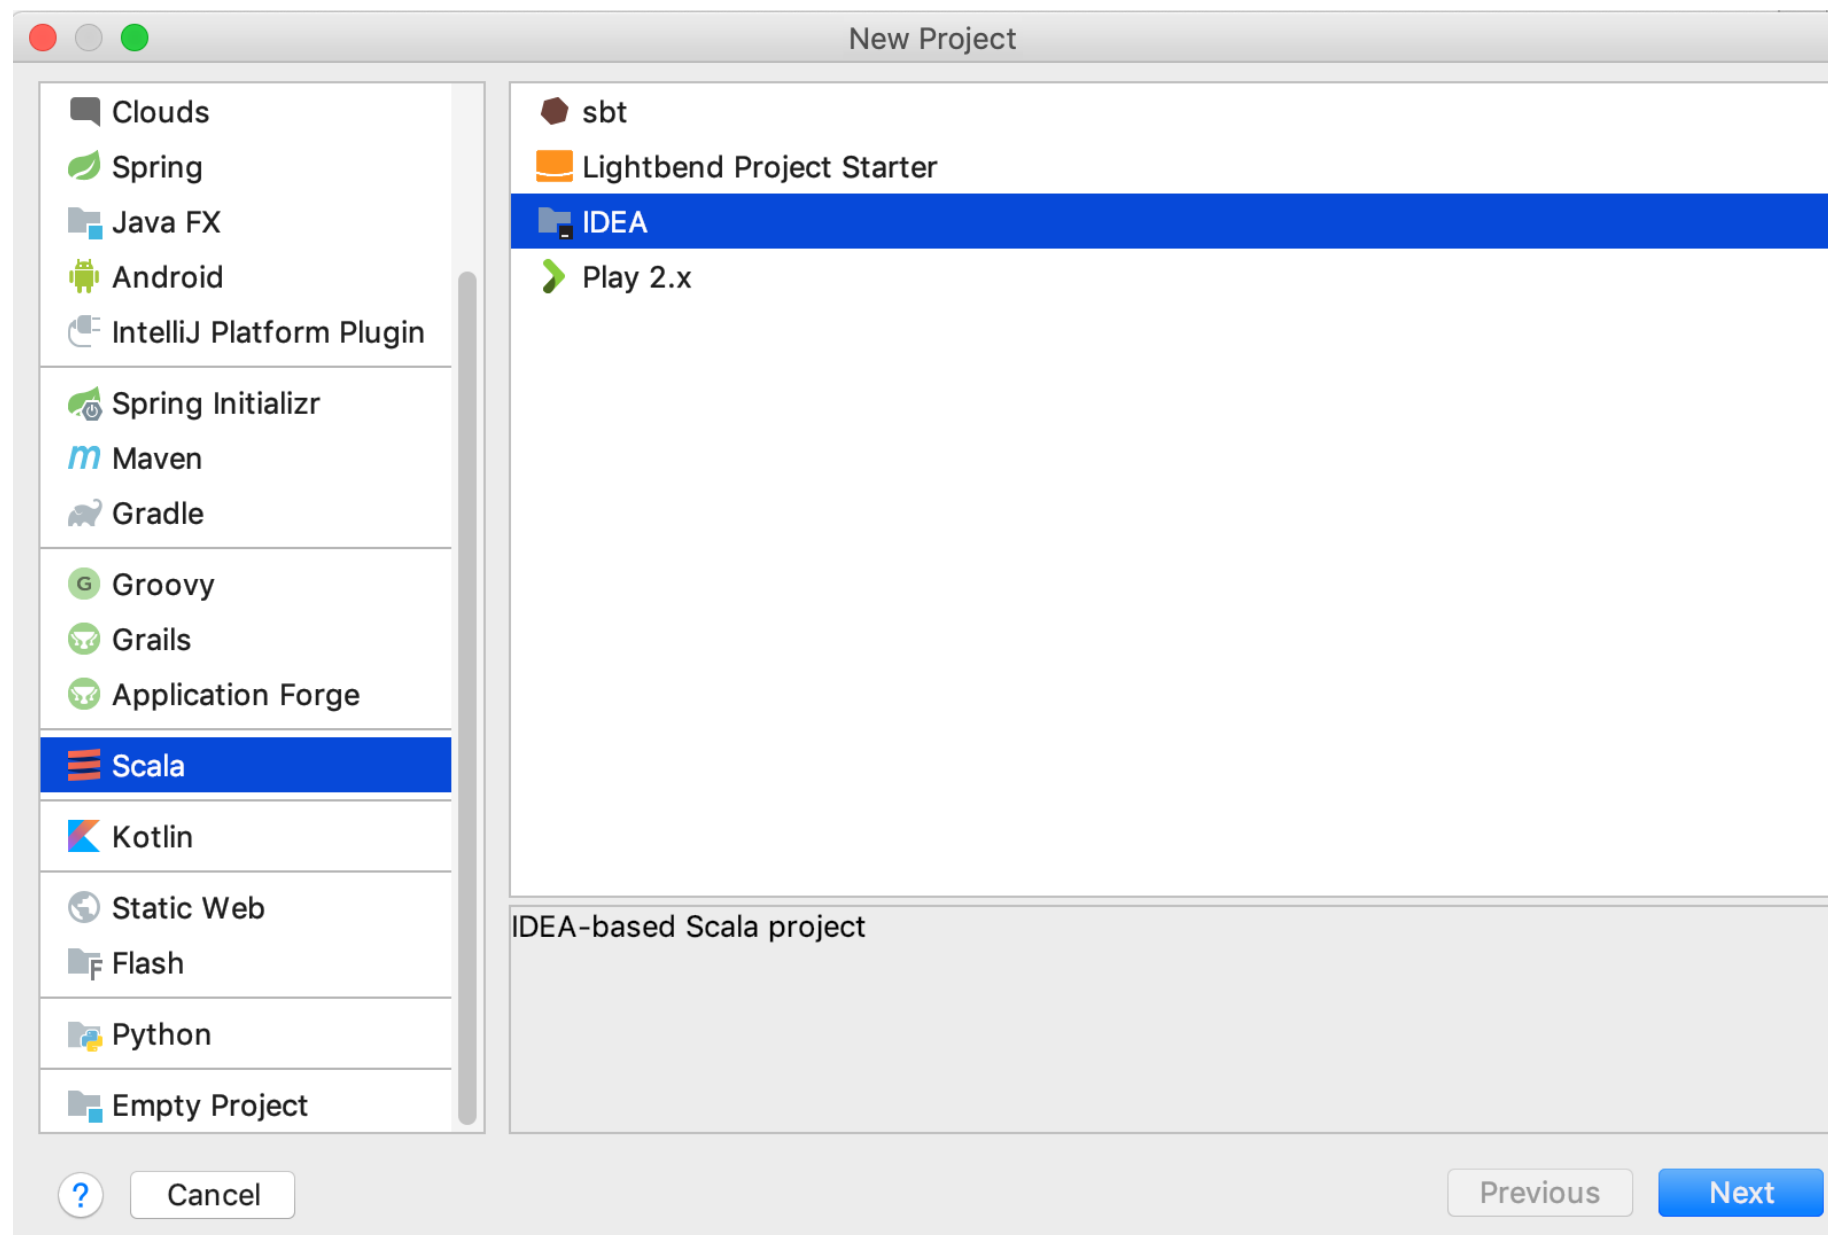 New Project
Clouds
Spring
Java FX
Android
IntelliJ Platform Plugin
Spring Initializr
m Maven
Gradle
G Groovy
Grails
Application Forge
Scala
Kotlin
Static Web
F Flash
Python
Empty Project
sbt
Lightbend Project Starter
IDEA
Play 2.x
IDEA-based Scala project
? Cancel
Previous
Next